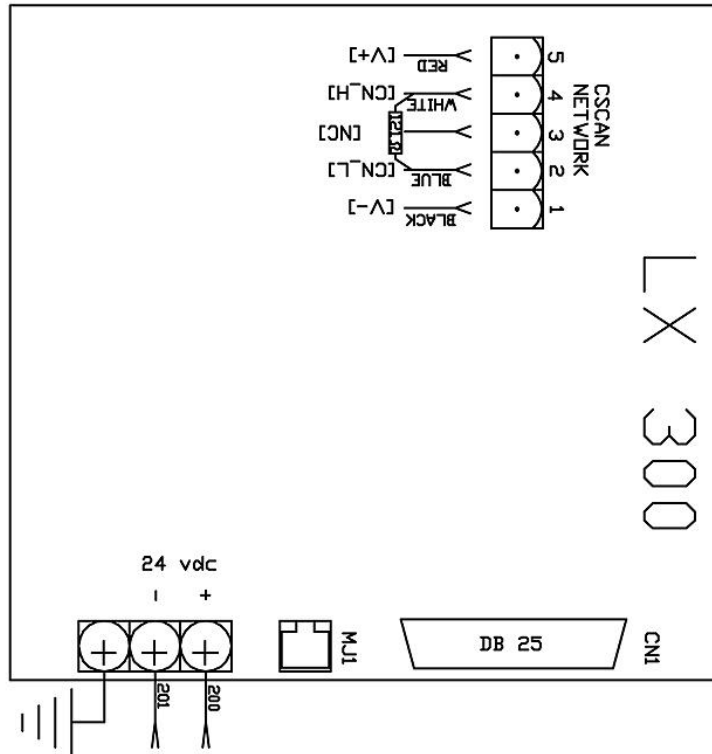 [V+]
RED
5
[CN_H]
WHITE
4
[NC]
121 Ω
3
[CN_L]
BLUE
2
[V-]
BLACK
1
CSCAN
NETWORK
LX 300
24 vdc
- +
MJ1
DB 25
CN1
201
200